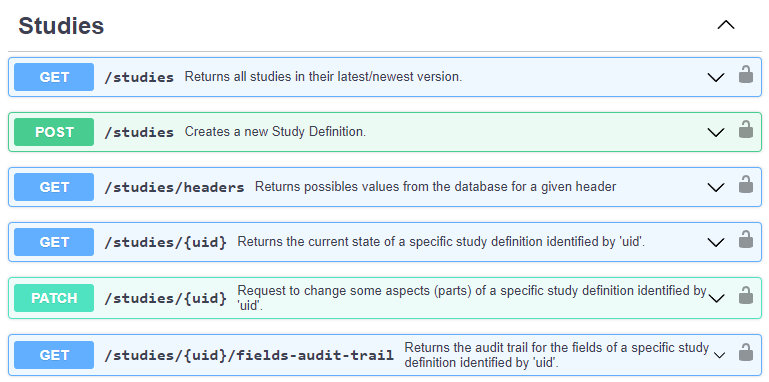 Studies
GET /studies Returns all studies in their latest/newest version.
POST /studies Creates a new Study Definition.
GET /studies/headers Returns possibles values from the database for a given header
GET /studies/{uid} Returns the current state of a specific study definition identified by 'uid'.
PATCH /studies/{uid} Request to change some aspects (parts) of a specific study definition identified by
'uid'.
GET /studies/{uid}/fields-audit-trail Returns the audit trail for the fields of a specific study
definition identified by 'uid'.